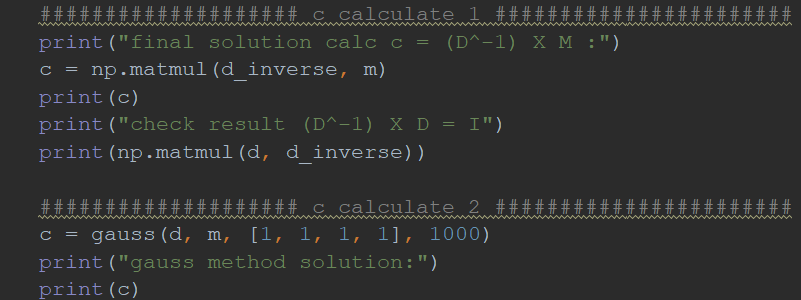 #################### c calculate 1 #######################
print("final solution calc c = (D^-1) X M :")
c = np.matmul(d_inverse, m)
print(c)
print("check result (D^-1) X D = I")
print(np.matmul(d, d_inverse))
#################### c calculate 2 #######################
c = gauss(d, m, [1, 1, 1, 1], 1000)
print("gauss method solution:")
print(c)